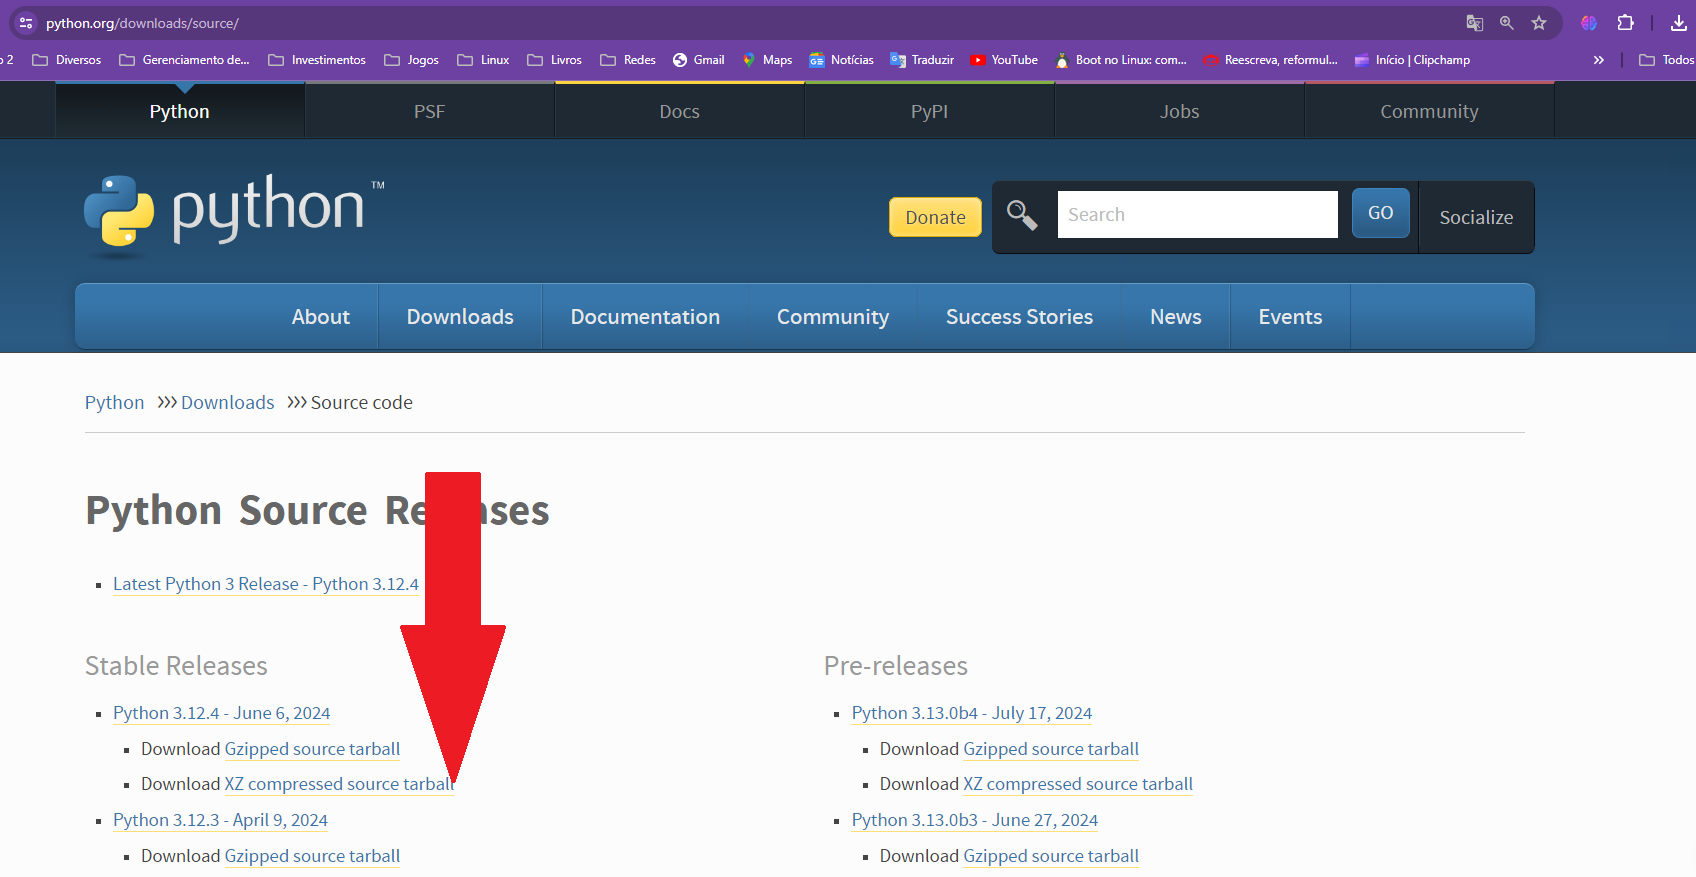 python.org/downloads/source/
o 2 Diversos Gerenciamento de... Investimentos Jogos Linux Livros Redes Gmail Maps Notícias Traduzir YouTube Boot no Linux: com... Reescreva, reformul... Início | Clipchamp » Todos
Python PSF Docs PyPI Jobs Community
python™
Donate Search GO Socialize
About Downloads Documentation Community Success Stories News Events
Python >>> Downloads >>> Source code
Python Source Re ases
Latest Python 3 Release - Python 3.12.4
Stable Releases
Python 3.12.4 - June 6, 2024
Download Gzipped source tarball
Download XZ compressed source tarball
Python 3.12.3 - April 9, 2024
Download Gzipped source tarball
Pre-releases
Python 3.13.0b4 - July 17, 2024
Download Gzipped source tarball
Download XZ compressed source tarball
Python 3.13.0b3 - June 27, 2024
Download Gzipped source tarball